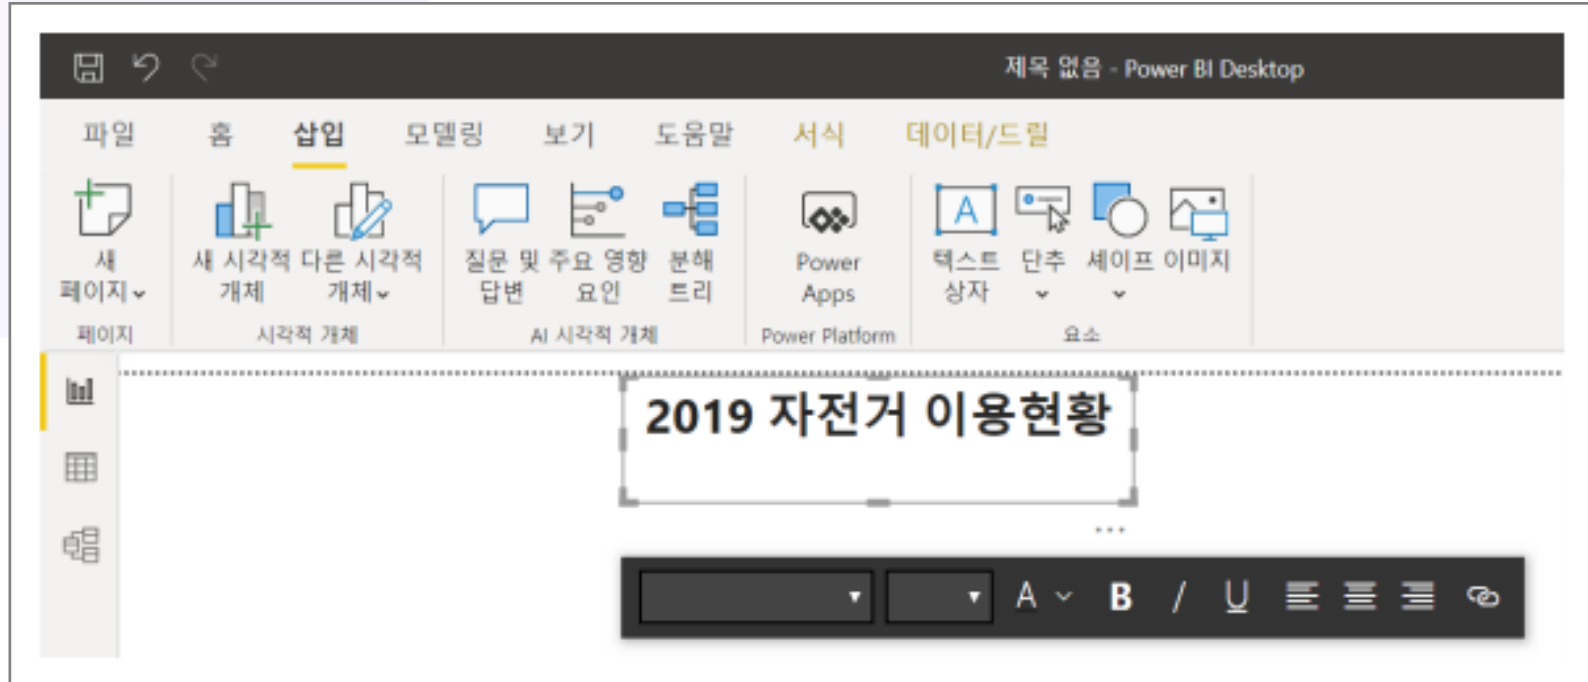 제목 없음 - Power BI Desktop
파일 홈 삽입 모델링 보기 도움말 서식 데이터/드릴
새 페이지
새 시각적 개체
다른 시각적 개체
질문 및 답변
주요 영향 요인
분해 트리
Power Apps
텍스트 상자
단추
셰이프
이미지
페이지 시각적 개체 AI 시각적 개체 Power Platform 요소
2019 자전거 이용현황
A B / U